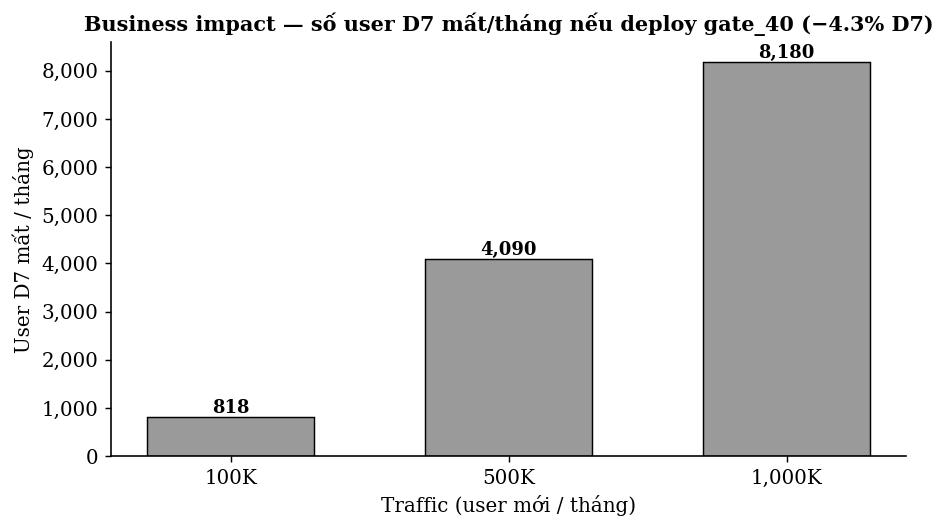 Business impact — số user D7 mất/tháng nếu deploy gate_40 (−4.3% D7)
User D7 mất / tháng
8,000
7,000
6,000
5,000
4,000
3,000
2,000
1,000
0
818
4,090
8,180
100K
500K
1,000K
Traffic (user mới / tháng)